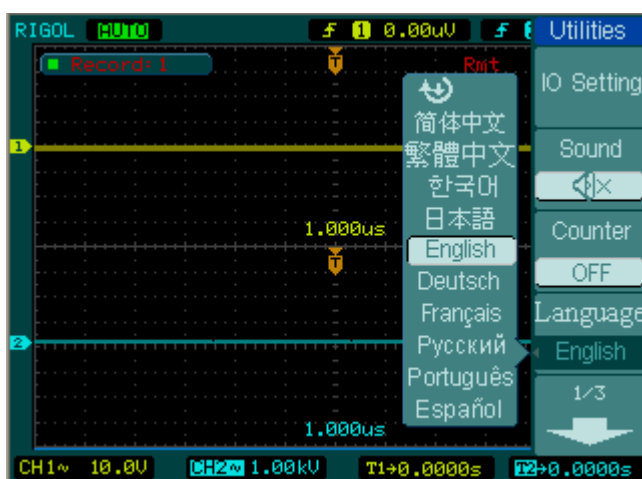 RIGOL AUTO 1 0.00uV
Utilities
Record:1
T
Rmt
IO Setting
简体中文
繁體中文
한국어
日本語
English
Deutsch
Français
Русский
Português
Español
1
Sound
1.000us
Counter
OFF
T
Language
English
2
1/3
1.000us
CH1~ 10.0V CH2~ 1.00kV T1→0.0000s T2→0.0000s